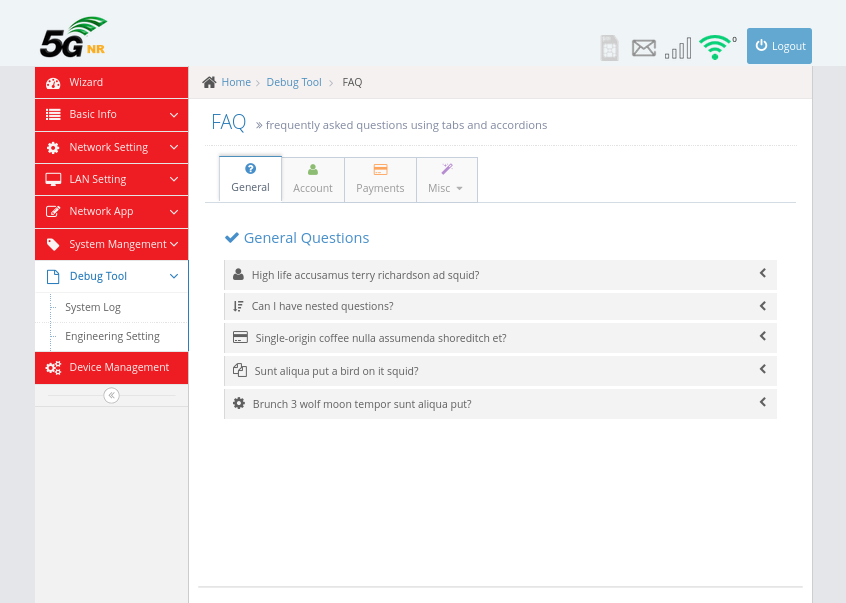 5G NR
0
Logout
Wizard
Basic Info
Network Setting
LAN Setting
Network App
System Mangement
Debug Tool
System Log
Engineering Setting
Device Management
Home > Debug Tool > FAQ
FAQ » frequently asked questions using tabs and accordions
General
Account
Payments
Misc
General Questions
High life accusamus terry richardson ad squid?
Can I have nested questions?
Single-origin coffee nulla assumenda shoreditch et?
Sunt aliqua put a bird on it squid?
Brunch 3 wolf moon tempor sunt aliqua put?